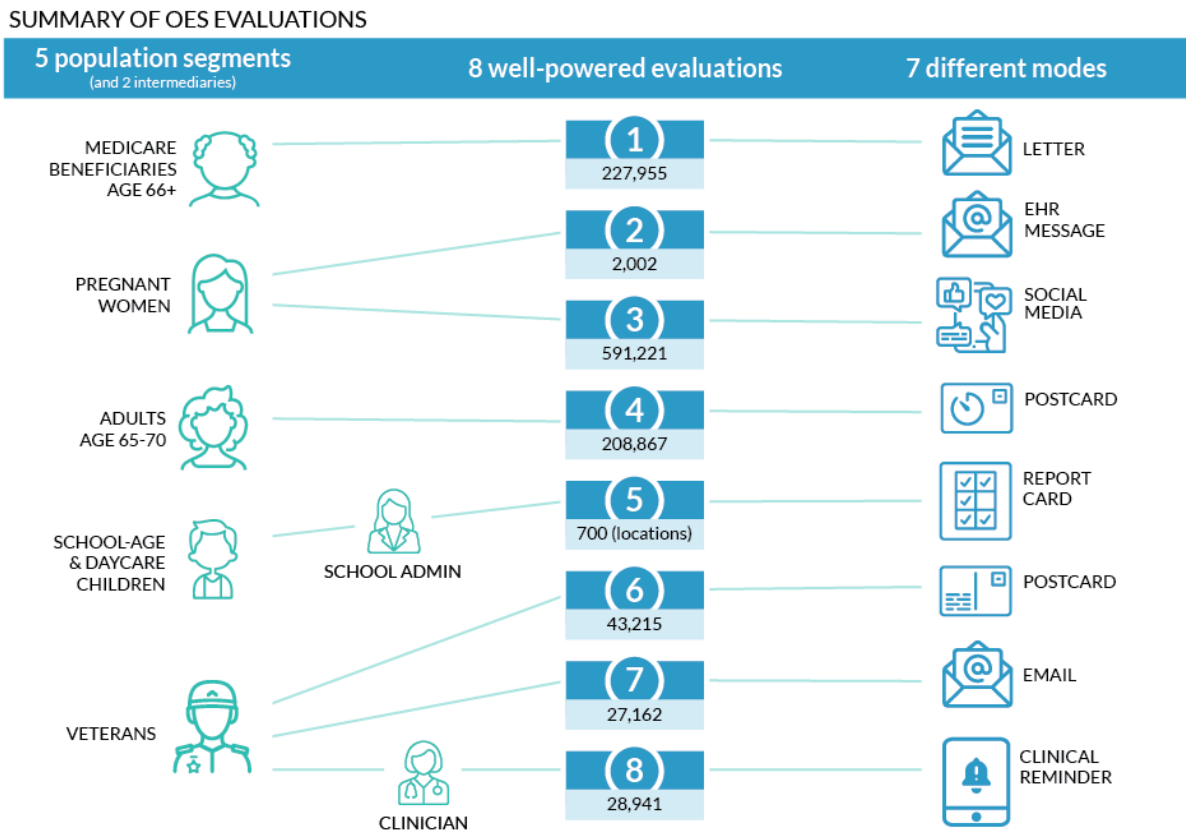 SUMMARY OF OES EVALUATIONS
5 population segments
(and 2 intermediaries)
8 well-powered evaluations
7 different modes
MEDICARE
BENEFICIARIES
AGE 66+
1
227,955
LETTER
PREGNANT
WOMEN
2
2,002
EHR
MESSAGE
3
591,221
SOCIAL
MEDIA
ADULTS
AGE 65-70
4
208,867
POSTCARD
SCHOOL-AGE
& DAYCARE
CHILDREN
SCHOOL ADMIN
5
700 (locations)
REPORT
CARD
VETERANS
6
43,215
POSTCARD
7
27,162
EMAIL
CLINICIAN
8
28,941
CLINICAL
REMINDER